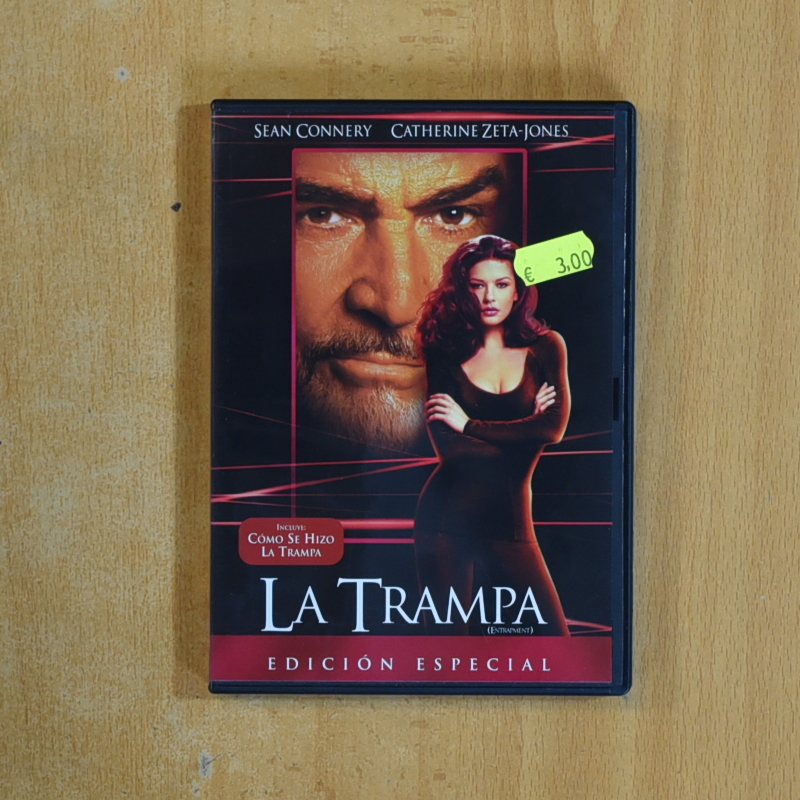 SEAN CONNERY CATHERINE ZETA-JONES
€ 3,00
INCLUYE:
CÓMO SE HIZO
LA TRAMPA
LA TRAMPA
(ENTRAPMENT)
EDICIÓN ESPECIAL